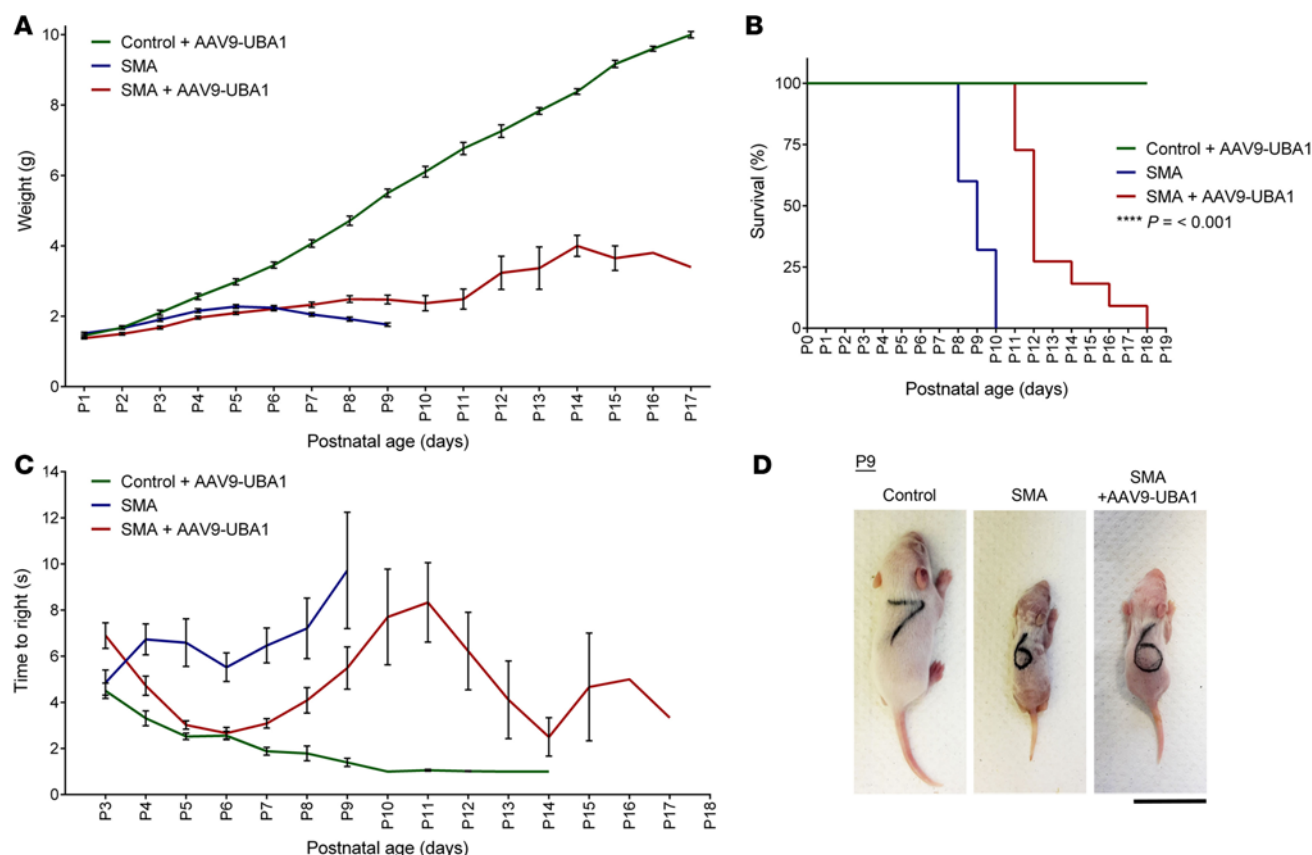 A
Control + AAV9-UBA1
SMA
SMA + AAV9-UBA1
10
8
6
4
2
0
Weight (g)
P1 P2 P3 P4 P5 P6 P7 P8 P9 P10 P11 P12 P13 P14 P15 P16 P17
Postnatal age (days)
B
100
75
50
25
0
Survival (%)
Control + AAV9-UBA1
SMA
SMA + AAV9-UBA1
**** P = < 0.001
P0 P1 P2 P3 P4 P5 P6 P7 P8 P9 P10 P11 P12 P13 P14 P15 P16 P17 P18 P19
Postnatal age (days)
C
Control + AAV9-UBA1
SMA
SMA + AAV9-UBA1
14
12
10
8
6
4
2
0
Time to right (s)
P3 P4 P5 P6 P7 P8 P9 P10 P11 P12 P13 P14 P15 P16 P17 P18
Postnatal age (days)
D
P9
Control
SMA
SMA
+AAV9-UBA1
7
6
6